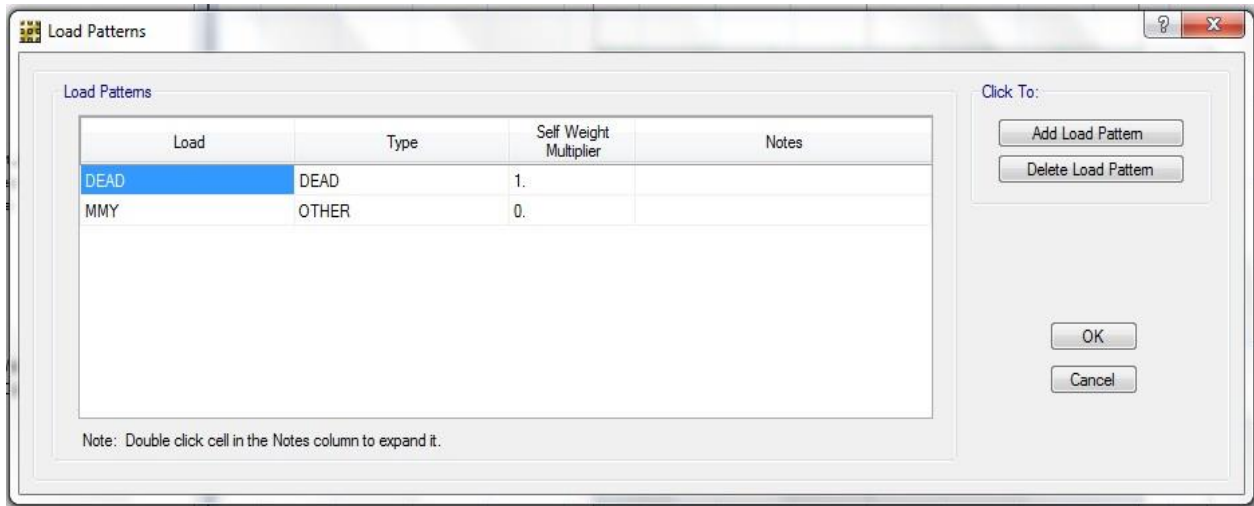 Load Patterns
Load Patterns
Click To:
Load Type Self Weight Multiplier Notes
DEAD DEAD 1.
MMY OTHER 0.
Add Load Pattern
Delete Load Pattern
OK
Cancel
Note: Double click cell in the Notes column to expand it.